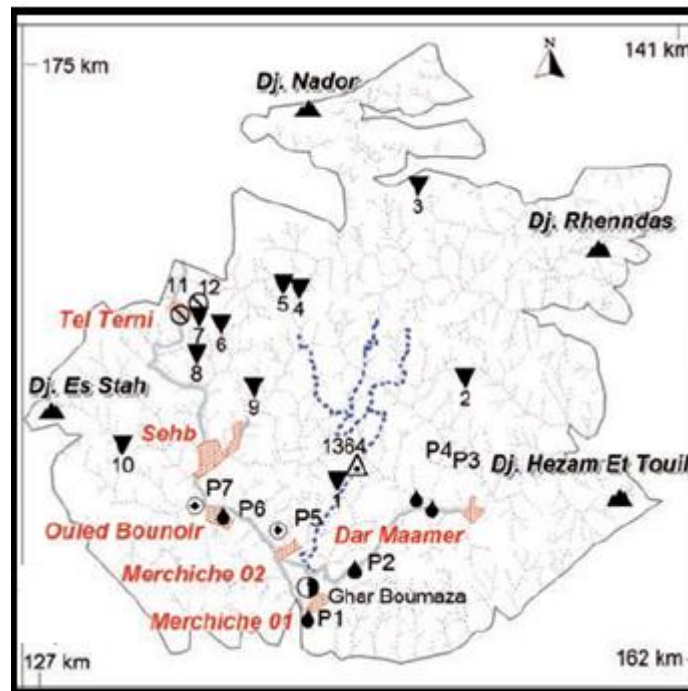 141 km
175 km
N
Dj. Nador
3
Dj. Rhenndas
11 12
5 4
Tel Terni
7 6
8
Dj. Es Stah
9
2
Sehb
1364
10
P4 P3
1
Dj. Hezam Et Touil
P7
P6
P5
Ouled Bounoir
Dar Maamer
Merchiche 02
P2
Ghar Boumaza
Merchiche 01
P1
127 km
162 km